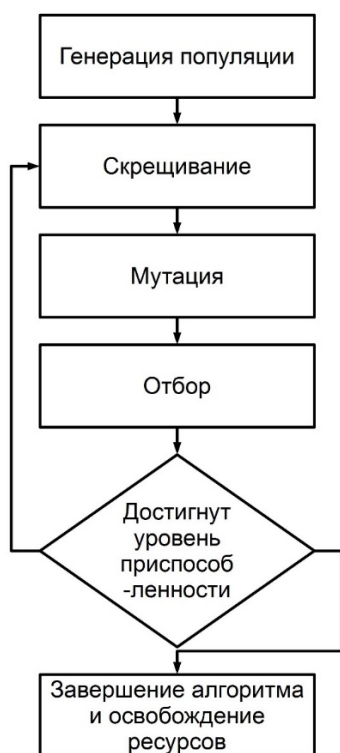 Генерация популяции
Скрещивание
Мутация
Отбор
Достигнут
уровень
приспособ
-ленности
Завершение алгоритма
и освобождение
ресурсов